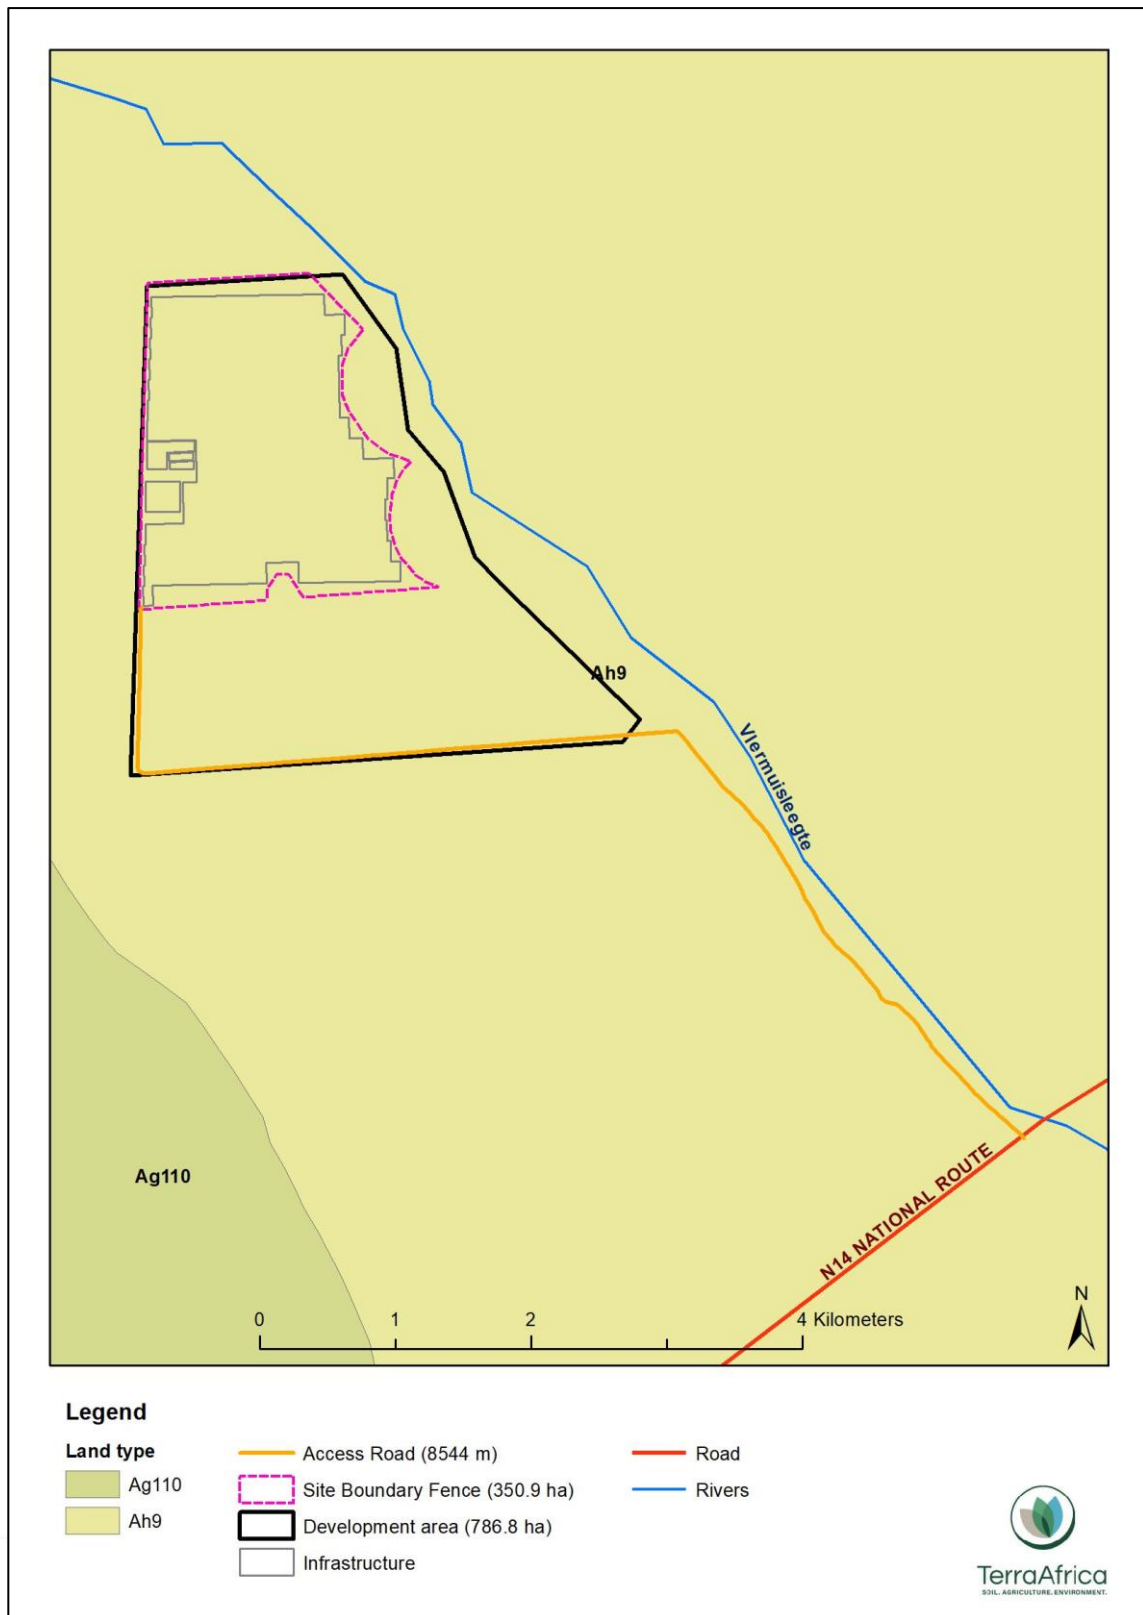 Ah9
Vlermuisleegte
Ag110
N14 NATIONAL ROUTE
N
0 1 2 4 Kilometers
Legend
Land type
Ag110
Ah9
Access Road (8544 m)
Site Boundary Fence (350.9 ha)
Development area (786.8 ha)
Infrastructure
Road
Rivers
TerraAfrica
SOIL. AGRICULTURE. ENVIRONMENT.